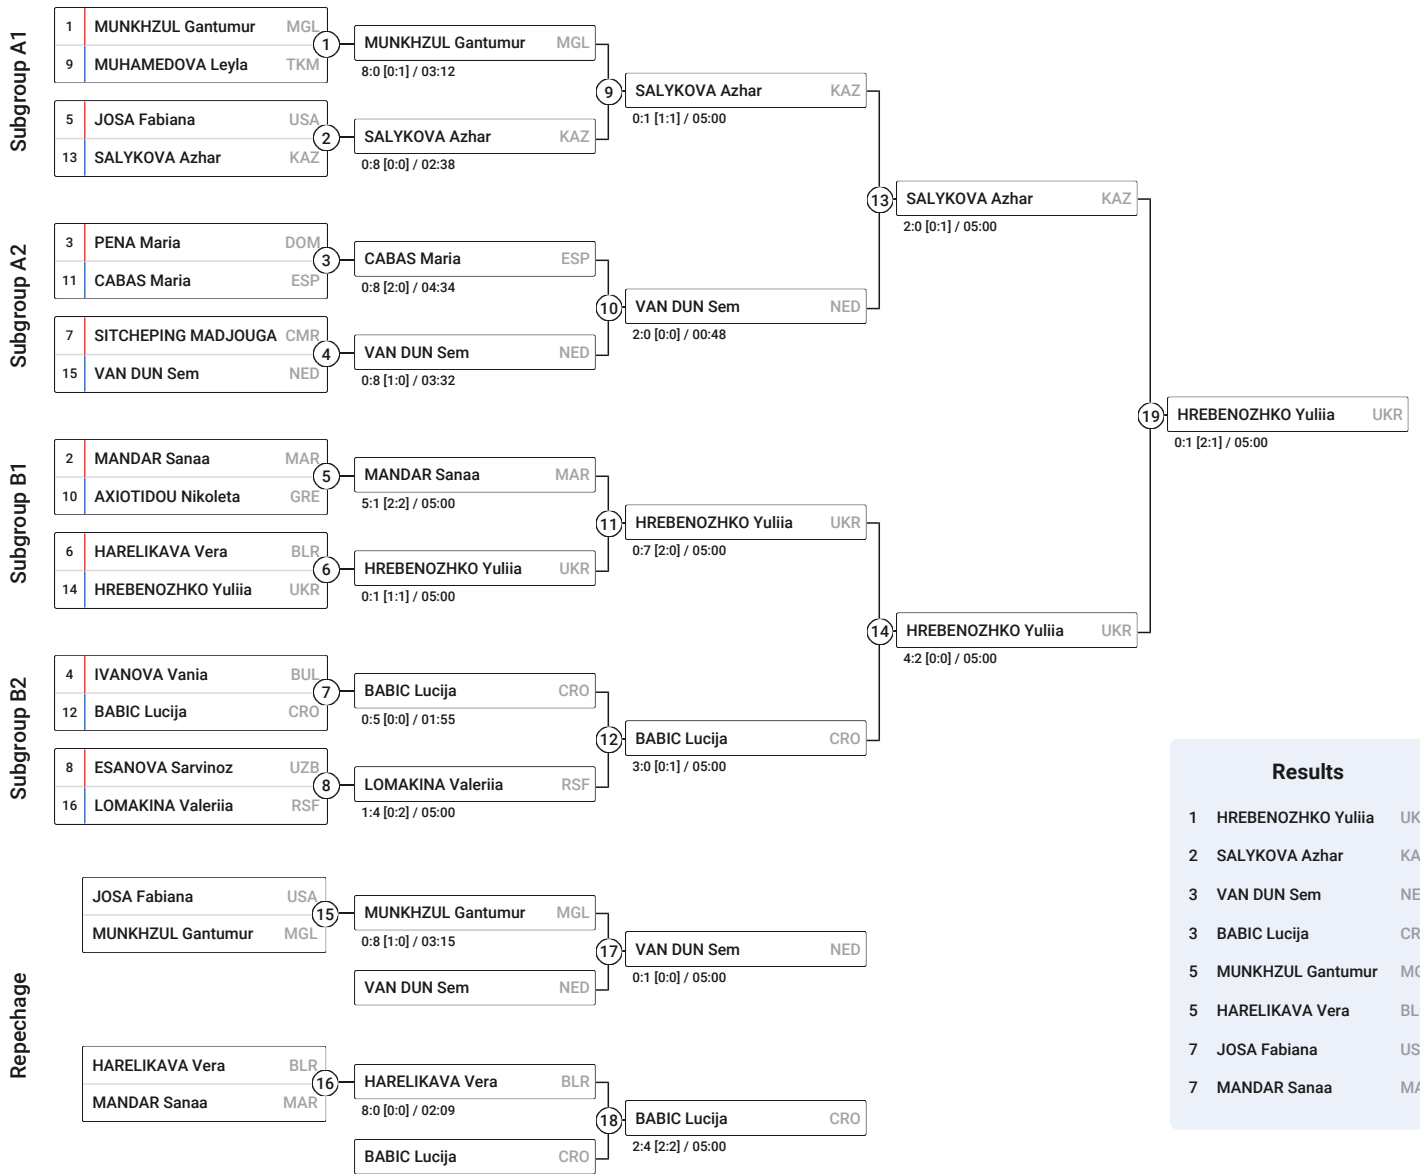 Subgroup A1
1 MUNKHZUL Gantumur MGL
9 MUHAMEDOVA Leyla TKM
1
MUNKHZUL Gantumur MGL
8:0 [0:1] / 03:12
5 JOSA Fabiana USA
13 SALYKOVA Azhar KAZ
2
SALYKOVA Azhar KAZ
0:8 [0:0] / 02:38
9
SALYKOVA Azhar KAZ
0:1 [1:1] / 05:00
Subgroup A2
3 PENA Maria DOM
11 CABAS Maria ESP
3
CABAS Maria ESP
0:8 [2:0] / 04:34
7 SITCHEPING MADJOUGA CMR
15 VAN DUN Sem NED
4
VAN DUN Sem NED
0:8 [1:0] / 03:32
10
VAN DUN Sem NED
2:0 [0:0] / 00:48
13
SALYKOVA Azhar KAZ
2:0 [0:1] / 05:00
Subgroup B1
2 MANDAR Sanaa MAR
10 AXIOTIDOU Nikoleta GRE
5
MANDAR Sanaa MAR
5:1 [2:2] / 05:00
6 HARELIKAVA Vera BLR
14 HREBENOZHKO Yuliia UKR
6
HREBENOZHKO Yuliia UKR
0:1 [1:1] / 05:00
11
HREBENOZHKO Yuliia UKR
0:7 [2:0] / 05:00
Subgroup B2
4 IVANOVA Vania BUL
12 BABIC Lucija CRO
7
BABIC Lucija CRO
0:5 [0:0] / 01:55
8 ESANOVA Sarvinoz UZB
16 LOMAKINA Valeriia RSF
8
LOMAKINA Valeriia RSF
1:4 [0:2] / 05:00
12
BABIC Lucija CRO
3:0 [0:1] / 05:00
14
HREBENOZHKO Yuliia UKR
4:2 [0:0] / 05:00
19
HREBENOZHKO Yuliia UKR
0:1 [2:1] / 05:00
Repechage
JOSA Fabiana USA
MUNKHZUL Gantumur MGL
15
MUNKHZUL Gantumur MGL
0:8 [1:0] / 03:15
VAN DUN Sem NED
17
VAN DUN Sem NED
0:1 [0:0] / 05:00
HARELIKAVA Vera BLR
MANDAR Sanaa MAR
16
HARELIKAVA Vera BLR
8:0 [0:0] / 02:09
BABIC Lucija CRO
18
BABIC Lucija CRO
2:4 [2:2] / 05:00
Results
1 HREBENOZHKO Yuliia UK
2 SALYKOVA Azhar KA
3 VAN DUN Sem NE
3 BABIC Lucija CR
5 MUNKHZUL Gantumur MG
5 HARELIKAVA Vera BL
7 JOSA Fabiana US
7 MANDAR Sanaa MA